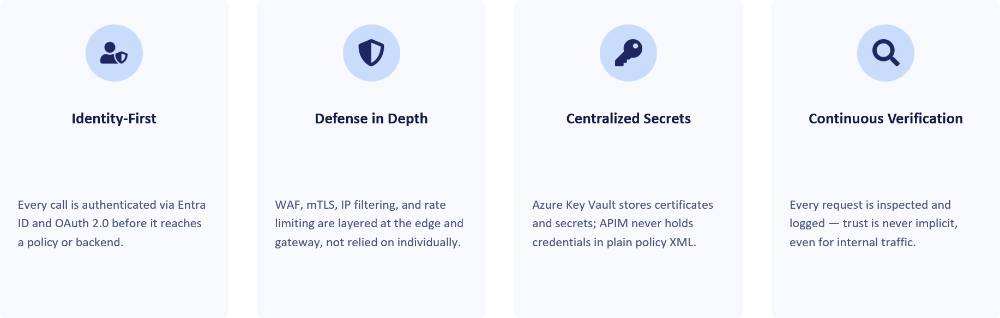 Identity-First
Every call is authenticated via Entra
ID and OAuth 2.0 before it reaches
a policy or backend.
Defense in Depth
WAF, mTLS, IP filtering, and rate
limiting are layered at the edge and
gateway, not relied on individually.
Centralized Secrets
Azure Key Vault stores certificates
and secrets; APIM never holds
credentials in plain policy XML.
Continuous Verification
Every request is inspected and
logged — trust is never implicit,
even for internal traffic.